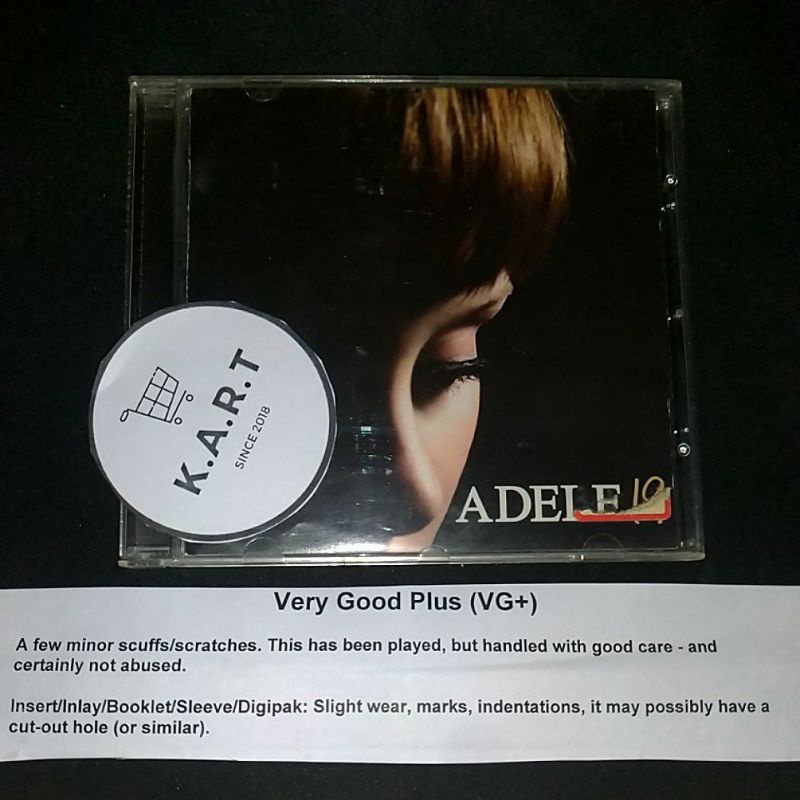 K.A.R.T
SINCE 2018
ADELE 19
Very Good Plus (VG+)
A few minor scuffs/scratches. This has been played, but handled with good care - and
certainly not abused.
Insert/Inlay/Booklet/Sleeve/Digipak: Slight wear, marks, indentations, it may possibly have a
cut-out hole (or similar).